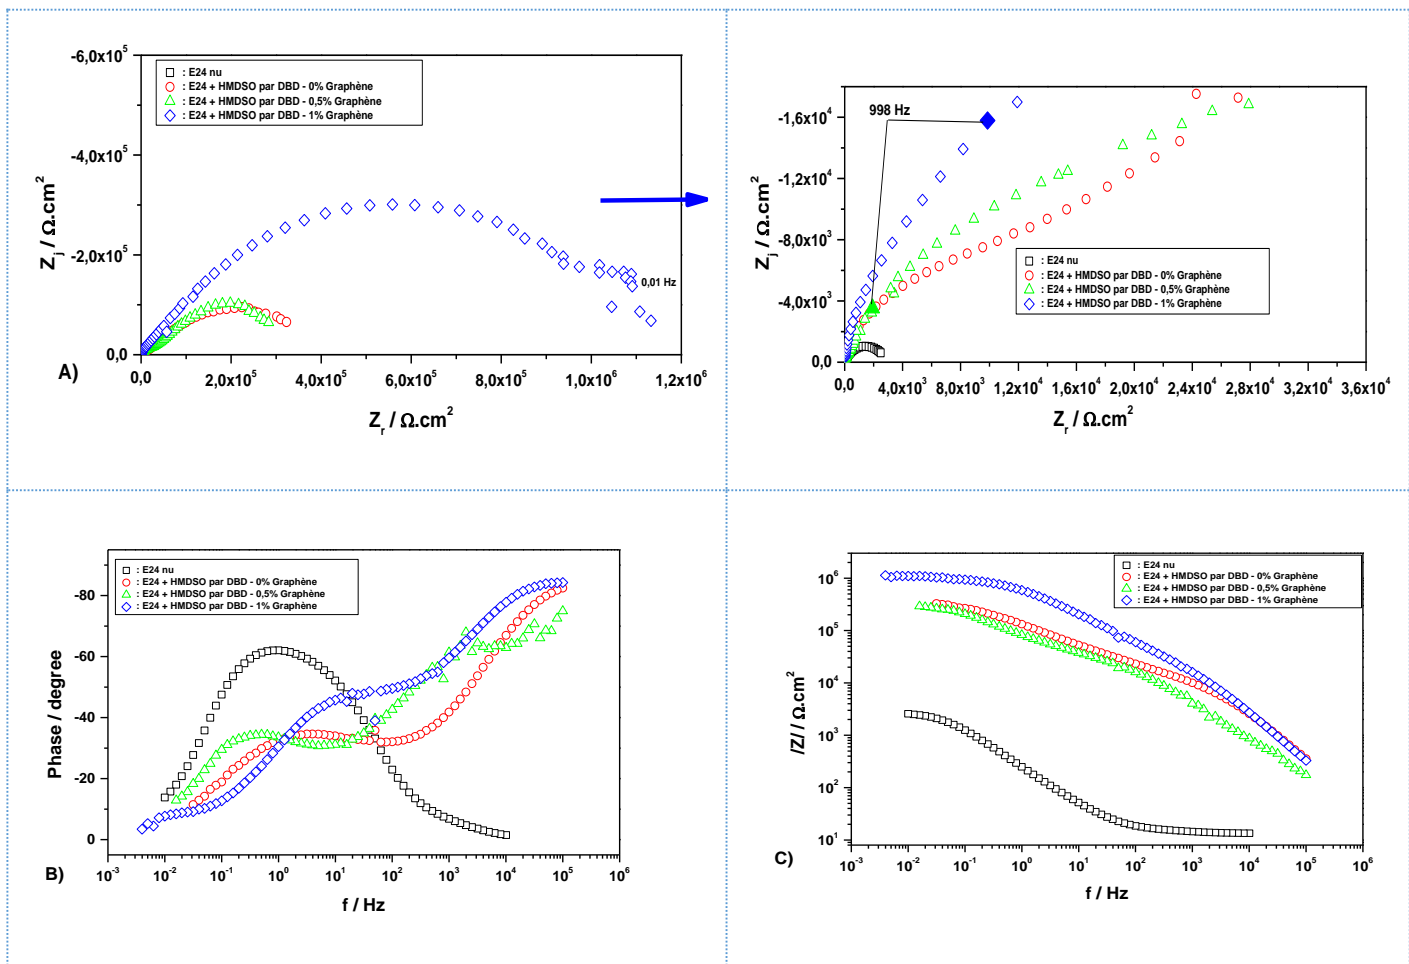 -6,0x10⁵
-4,0x10⁵
-2,0x10⁵
0,0
Zⱼ / Ω.cm²
: E24 nu
: E24 + HMDSO par DBD - 0% Graphène
: E24 + HMDSO par DBD - 0,5% Graphène
: E24 + HMDSO par DBD - 1% Graphène
0,01 Hz
A)
0,0 2,0x10⁵ 4,0x10⁵ 6,0x10⁵ 8,0x10⁵ 1,0x10⁶ 1,2x10⁶
Zᵣ / Ω.cm²
-1,6x10⁴
-1,2x10⁴
-8,0x10³
-4,0x10³
0,0
Zⱼ / Ω.cm²
998 Hz
: E24 nu
: E24 + HMDSO par DBD - 0% Graphène
: E24 + HMDSO par DBD - 0,5% Graphène
: E24 + HMDSO par DBD - 1% Graphène
0,0 4,0x10³ 8,0x10³ 1,2x10⁴ 1,6x10⁴ 2,0x10⁴ 2,4x10⁴ 2,8x10⁴ 3,2x10⁴ 3,6x10⁴
Zᵣ / Ω.cm²
-80
-60
-40
-20
0
Phase / degree
: E24 nu
: E24 + HMDSO par DBD - 0% Graphène
: E24 + HMDSO par DBD - 0,5% Graphène
: E24 + HMDSO par DBD - 1% Graphène
B)
10⁻³ 10⁻² 10⁻¹ 10⁰ 10¹ 10² 10³ 10⁴ 10⁵ 10⁶
f / Hz
10⁶
10⁵
10⁴
10³
10²
10¹
/Z/ / Ω.cm²
: E24 nu
: E24 + HMDSO par DBD - 0% Graphène
: E24 + HMDSO par DBD - 0,5% Graphène
: E24 + HMDSO par DBD - 1% Graphène
C)
10⁻³ 10⁻² 10⁻¹ 10⁰ 10¹ 10² 10³ 10⁴ 10⁵ 10⁶
f / Hz